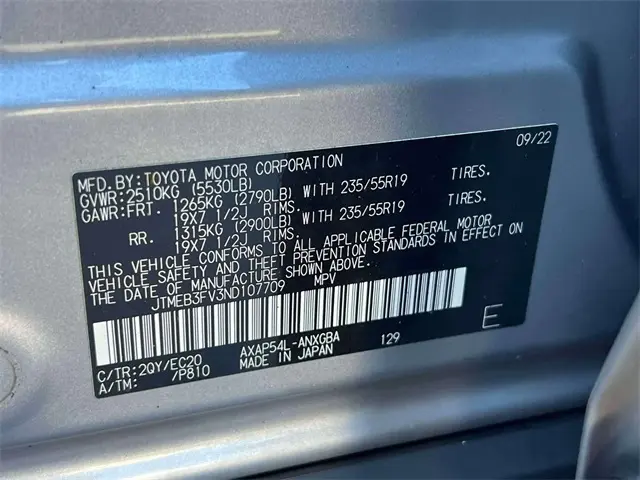 MFD.BY:TOYOTA MOTOR CORPORATION 09/22
GVWR:2510KG (5530LB)
GAWR:FRT. 1265KG (2790LB) WITH 235/55R19 TIRES.
19X7 1/2J RIMS.
RR. 1315KG (2900LB) WITH 235/55R19 TIRES.
19X7 1/2J RIMS.
THIS VEHICLE CONFORMS TO ALL APPLICABLE FEDERAL MOTOR
VEHICLE SAFETY AND THEFT PREVENTION STANDARDS IN EFFECT ON
THE DATE OF MANUFACTURE SHOWN ABOVE.
JTMEB3FV3ND107709 MPV
E
C/TR:2QY/EC20 AXAP54L-ANXGBA 129
A/TM: /P810 MADE IN JAPAN